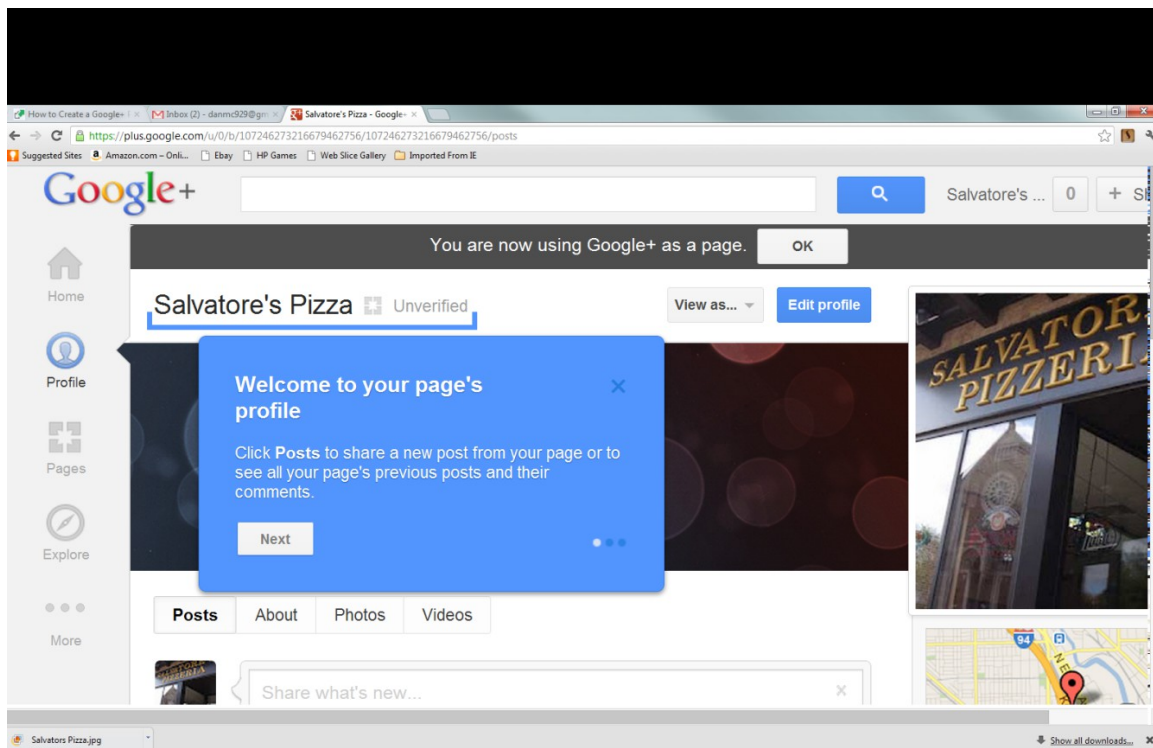 How to Create a Google+
Inbox (2) - danmc929@gm
Salvatore's Pizza - Google+
https://plus.google.com/u/0/b/107246273216679462756/107246273216679462756/posts
Suggested Sites
Amazon.com – Onli...
Ebay
HP Games
Web Slice Gallery
Imported From IE
Google+
Salvatore's ...
0
+ Sh
You are now using Google+ as a page.
OK
Home
Salvatore's Pizza
Unverified
View as...
Edit profile
Profile
Welcome to your page's
profile
Click Posts to share a new post from your page or to
see all your page's previous posts and their
comments.
Next
SALVATOR
PIZZERI
Pages
Explore
More
Posts
About
Photos
Videos
94
Share what's new...
Salvators Pizza.jpg
Show all downloads...